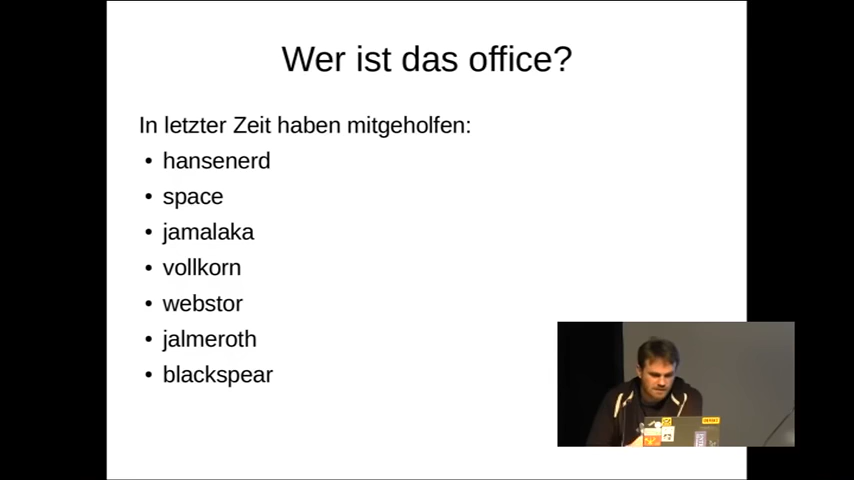 Wer ist das office?
In letzter Zeit haben mitgeholfen:
• hansenerd
• space
• jamalaka
• vollkorn
• webstor
• jalmeroth
• blackspear